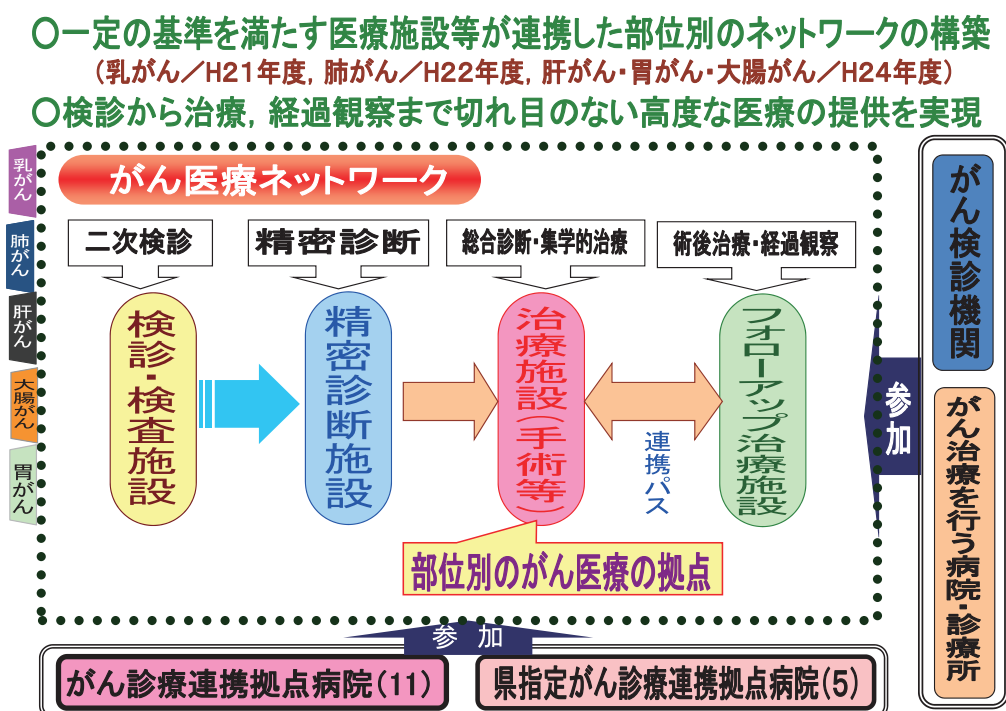 ○一定の基準を満たす医療施設等が連携した部位別のネットワークの構築
（乳がん／H21年度，肺がん／H22年度，肝がん・胃がん・大腸がん／H24年度）
○検診から治療，経過観察まで切れ目のない高度な医療の提供を実現
乳がん
肺がん
肝がん
大腸がん
胃がん
がん医療ネットワーク
二次検診
精密診断
総合診断・集学的治療
術後治療・経過観察
検診・検査施設
精密診断施設
治療施設（手術等）
連携パス
フォローアップ治療施設
部位別のがん医療の拠点
参加
がん検診機関
がん治療を行う病院・診療所
参加
がん診療連携拠点病院（11）
県指定がん診療連携拠点病院（5）